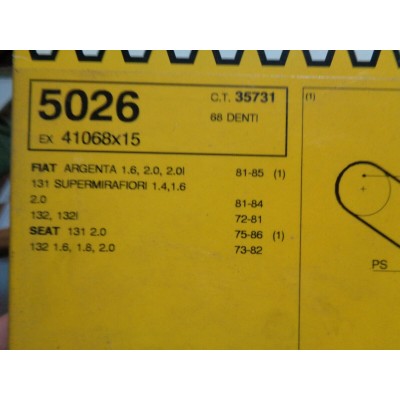 5026
C.T. 35731
88 DENTI
EX 41068x15
(1)
FIAT ARGENTA 1.6, 2.0, 2.0I 81-85 (1)
131 SUPERMIRAFIORI 1.4,1.6
2.0 81-84
132, 132I 72-81
SEAT 131 2.0 75-86 (1)
132 1.6, 1.8, 2.0 73-82
PS